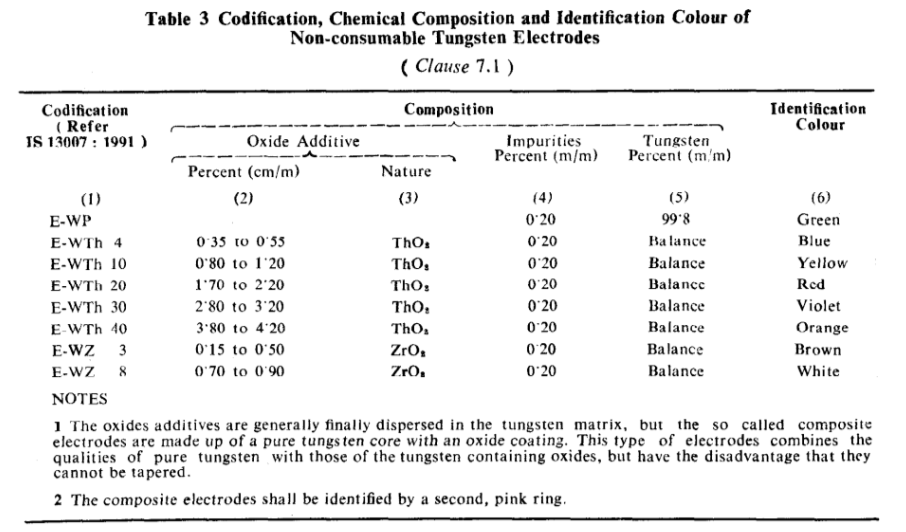 Table 3 Codification, Chemical Composition and Identification Colour of
Non-consumable Tungsten Electrodes
( Clause 7.1 )
Codification Composition Identification
( Refer Colour
IS 13007 : 1991 ) Oxide Additive Impurities Tungsten
Percent (m/m) Percent (m/m)
Percent (cm/m) Nature
(1) (2) (3) (4) (5) (6)
E-WP 0·20 99·8 Green
E-WTh 4 0·35 to 0·55 ThO₂ 0·20 Balance Blue
E-WTh 10 0·80 to 1·20 ThO₂ 0·20 Balance Yellow
E-WTh 20 1·70 to 2·20 ThO₂ 0·20 Balance Red
E-WTh 30 2·80 to 3·20 ThO₂ 0·20 Balance Violet
E-WTh 40 3·80 to 4·20 ThO₂ 0·20 Balance Orange
E-WZ 3 0·15 to 0·50 ZrO₂ 0·20 Balance Brown
E-WZ 8 0·70 to 0·90 ZrO₂ 0·20 Balance White
NOTES
1 The oxides additives are generally finally dispersed in the tungsten matrix, but the so called composite
electrodes are made up of a pure tungsten core with an oxide coating. This type of electrodes combines the
qualities of pure tungsten with those of the tungsten containing oxides, but have the disadvantage that they
cannot be tapered.
2 The composite electrodes shall be identified by a second, pink ring.